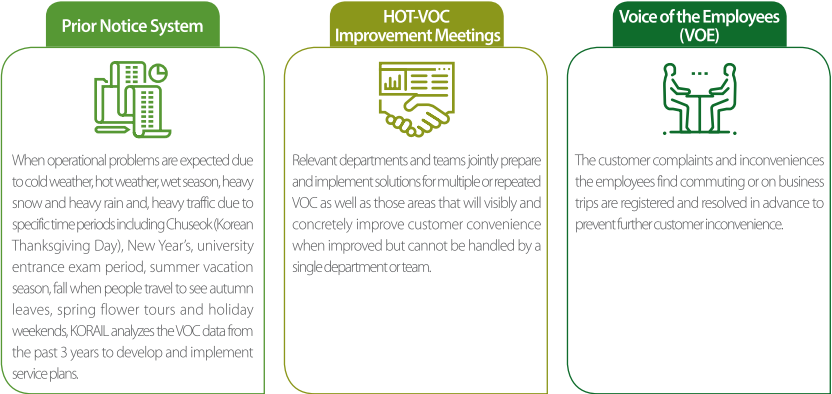 Prior Notice System
When operational problems are expected due
to cold weather, hot weather, wet season, heavy
snow and heavy rain and, heavy traffic due to
specific time periods including Chuseok (Korean
Thanksgiving Day), New Year's, university
entrance exam period, summer vacation
season, fall when people travel to see autumn
leaves, spring flower tours and holiday
weekends, KORAIL analyzes the VOC data from
the past 3 years to develop and implement
service plans.
HOT-VOC
Improvement Meetings
Relevant departments and teams jointly prepare
and implement solutions for multiple or repeated
VOC as well as those areas that will visibly and
concretely improve customer convenience
when improved but cannot be handled by a
single department or team.
Voice of the Employees
(VOE)
The customer complaints and inconveniences
the employees find commuting or on business
trips are registered and resolved in advance to
prevent further customer inconvenience.